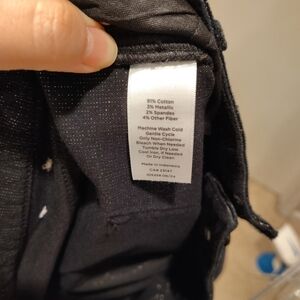 91% Cotton
3% Metallic
2% Spandex
4% Other Fiber
Machine Wash Cold
Gentle Cycle
Only Non-Chlorine
Bleach When Needed
Tumble Dry Low
Cool Iron, if Needed
Or Dry Clean
Made in Indonesia